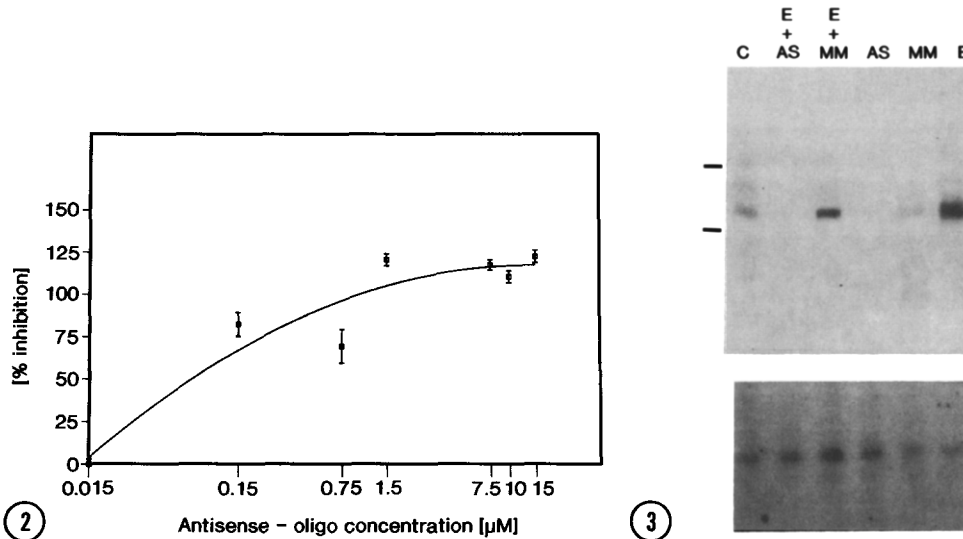 150
125
100
75
50
25
0
[% inhibition]
0.015 0.15 0.75 1.5 7.5 10 15
Antisense – oligo concentration [µM]
2
E E
+ +
C AS MM AS MM E
3